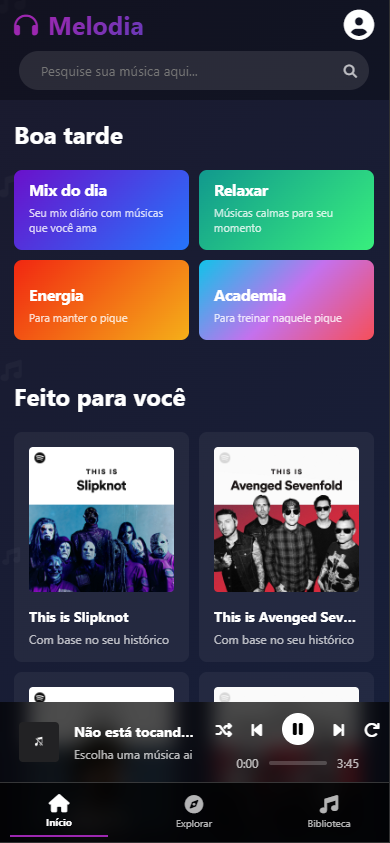 Melodia
Pesquise sua música aqui...
Boa tarde
Mix do dia
Seu mix diário com músicas
que você ama
Relaxar
Músicas calmas para seu
momento
Energia
Para manter o pique
Academia
Para treinar naquele pique
Feito para você
THIS IS
Slipknot
This is Slipknot
Com base no seu histórico
THIS IS
Avenged Sevenfold
This is Avenged Sev...
Com base no seu histórico
Não está tocand...
Escolha uma música ai
0:00
3:45
Início
Explorar
Biblioteca